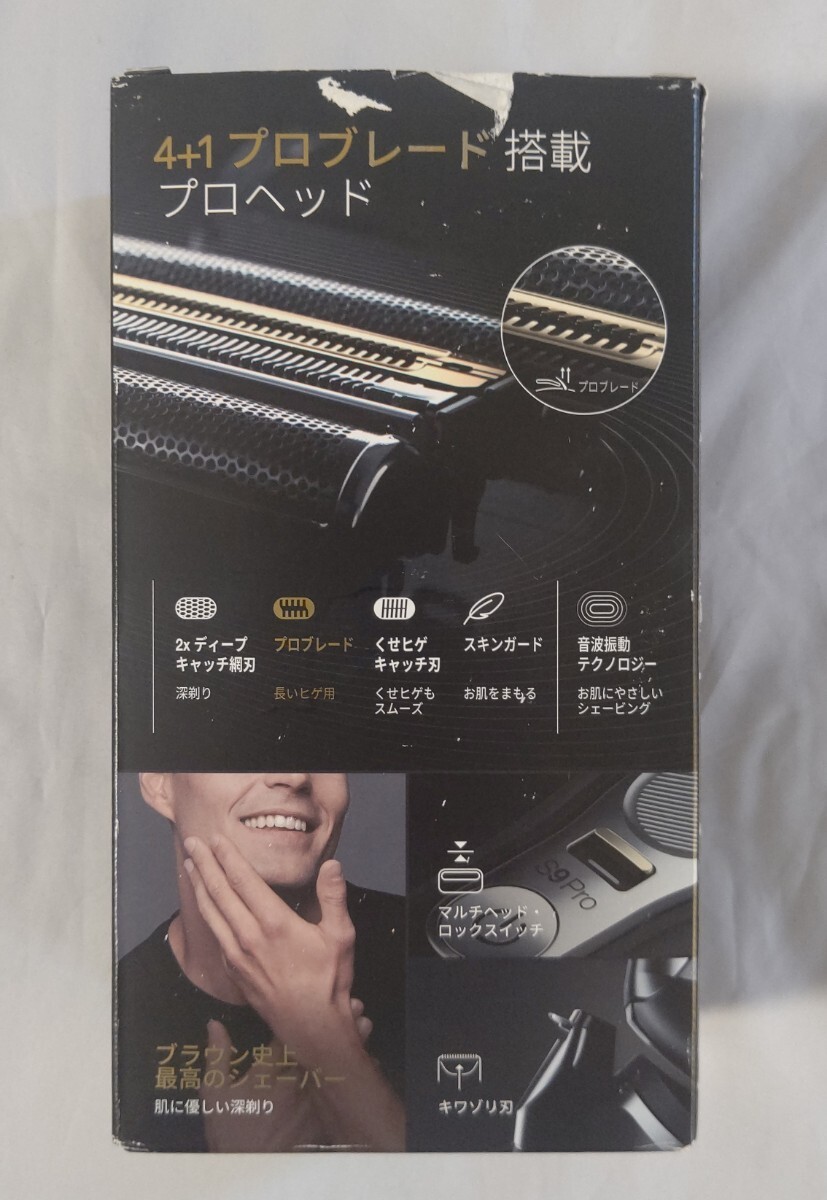 4+1 プロブレード 搭載
プロヘッド
プロブレード
2x ディープ
キャッチ網刃
深剃り
プロブレード
長いヒゲ用
くせヒゲ
キャッチ刃
くせヒゲも
スムーズ
スキンガード
お肌をまもる
音波振動
テクノロジー
お肌にやさしい
シェービング
S9Pro
マルチヘッド・
ロックスイッチ
ブラウン史上
最高のシェーバー
肌に優しい深剃り
キワゾリ刃